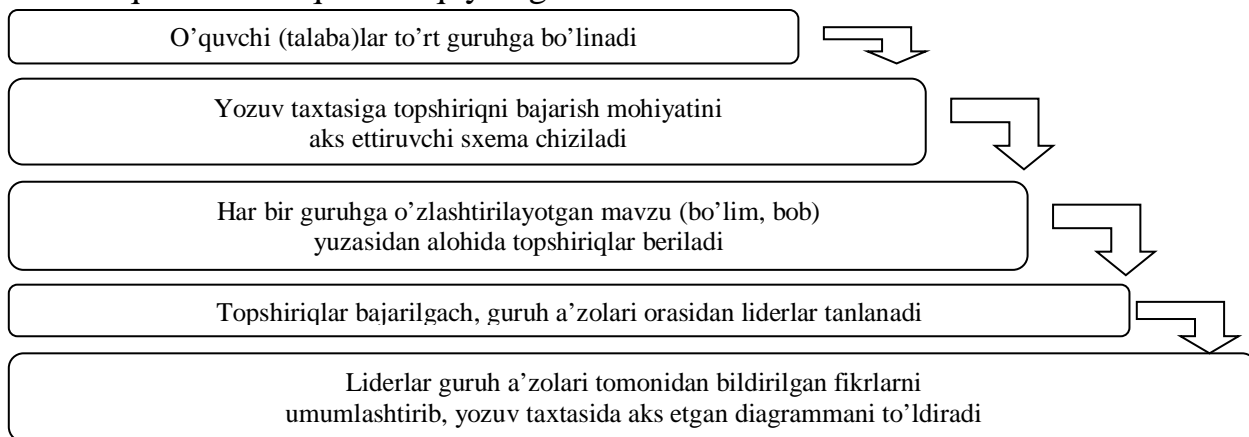 O’quvchi (talaba)lar to’rt guruhga bo’linadi
Yozuv taxtasiga topshiriqni bajarish mohiyatini
aks ettiruvchi sxema chiziladi
Har bir guruhga o’zlashtirilayotgan mavzu (bo’lim, bob)
yuzasidan alohida topshiriqlar beriladi
Topshiriqlar bajarilgach, guruh a’zolari orasidan liderlar tanlanadi
Liderlar guruh a’zolari tomonidan bildirilgan fikrlarni
umumlashtirib, yozuv taxtasida aks etgan diagrammani to’ldiradi